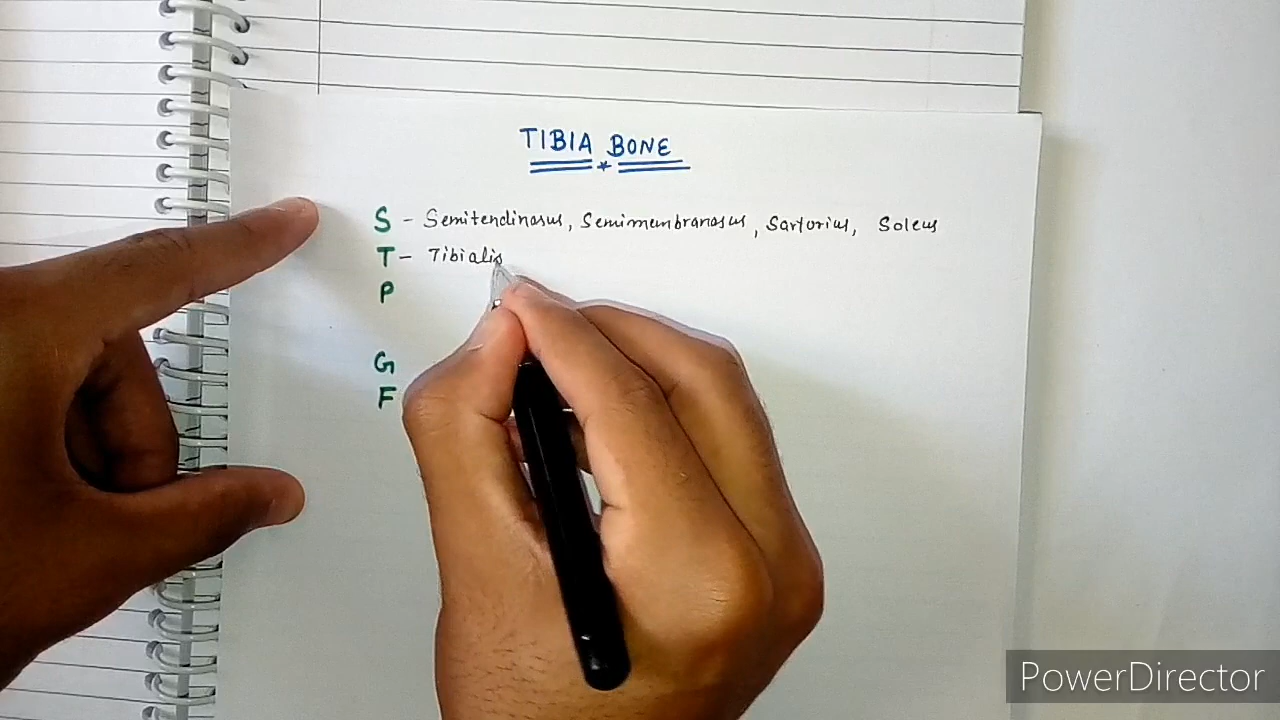 TIBIA BONE
S - Semitendinosus, Semimembranosus, Sartorius, Soleus
T - Tibialis
P
G
F
PowerDirector